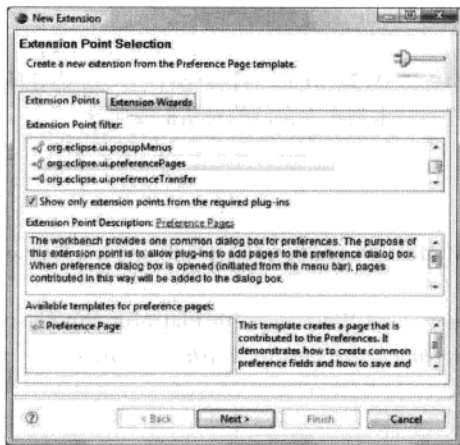 New Extension
Extension Point Selection
Create a new extension from the Preference Page template.
Extension Points Extension Wizards
Extension Point filter:
org.eclipse.ui.popupMenus
org.eclipse.ui.preferencePages
org.eclipse.ui.preferenceTransfer
Show only extension points from the required plug-ins
Extension Point Description: Preference Pages
The workbench provides one common dialog box for preferences. The purpose
of this extension point is to allow plug-ins to add pages to the preference dialog box.
When preference dialog box is opened (initiated from the menu bar), pages
contributed in this way will be added to the dialog box.
Available templates for preference pages:
Preference Page
This template creates a page that is
contributed to the Preferences. It
demonstrates how to create common
preference fields and how to save and
?
< Back Next > Finish Cancel